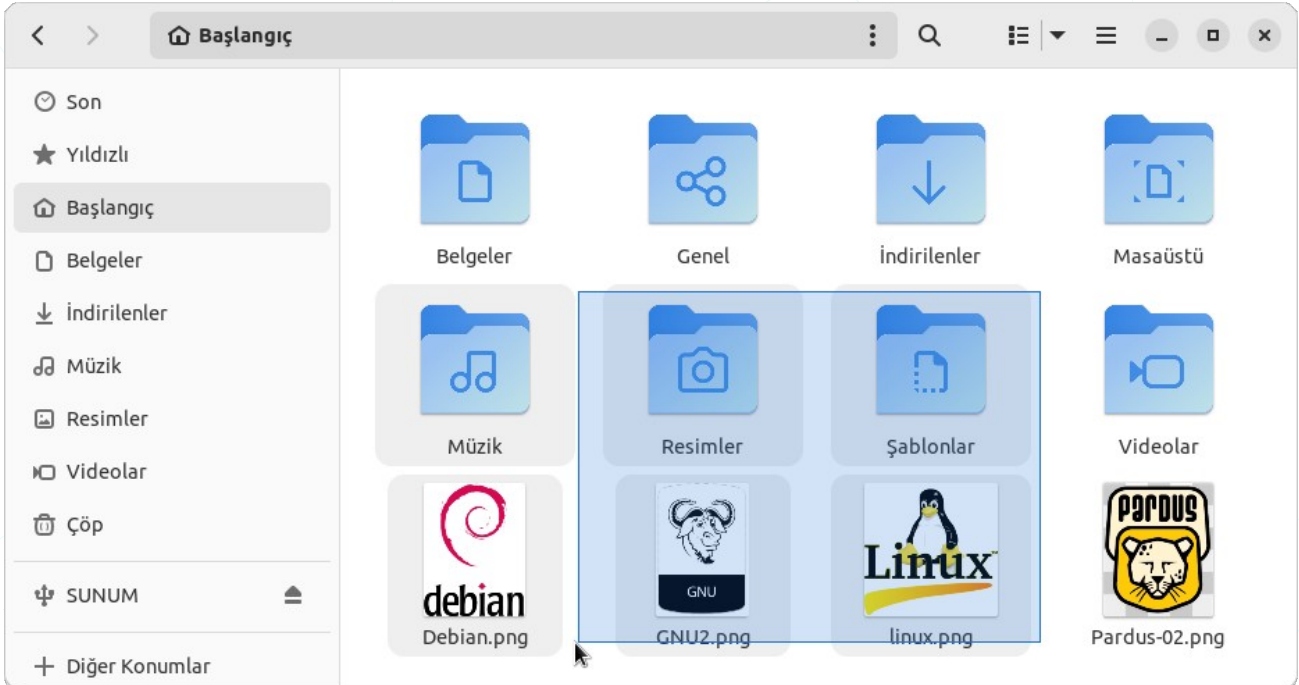 Başlangıç
Son
Yıldızlı
Başlangıç
Belgeler
İndirilenler
Müzik
Resimler
Videolar
Çöp
SUNUM
Diğer Konumlar
Belgeler
Genel
İndirilenler
Masaüstü
Müzik
Resimler
Şablonlar
Videolar
debian
Debian.png
GNU
GNU2.png
Linux
linux.png
PARDUS
Pardus-02.png